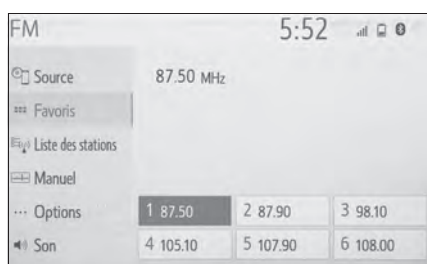 FM 5:52
Source 87.50 MHz
Favoris
Liste des stations
Manuel
Options 1 87.50 2 87.90 3 98.10
Son 4 105.10 5 107.90 6 108.00